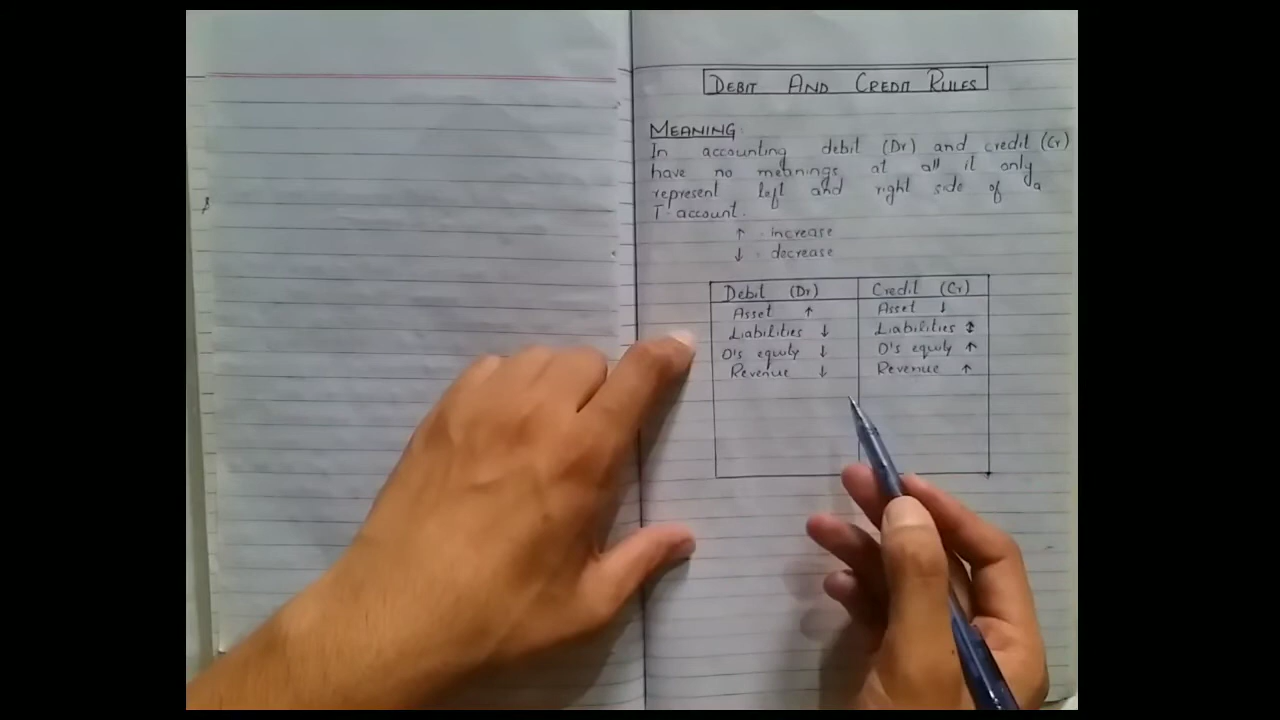 DEBIT AND CREDIT RULES
MEANING
In accounting debit (Dr) and credit (Cr)
have no meanings at all it only
represent left and right side of a
T-account.
↑ - increase
↓ - decrease
Debit (Dr) Credit (Cr)
Asset ↑ Asset ↓
Liabilities ↓ Liabilities ↕
O's equity ↓ O's equity ↑
Revenue ↓ Revenue ↑